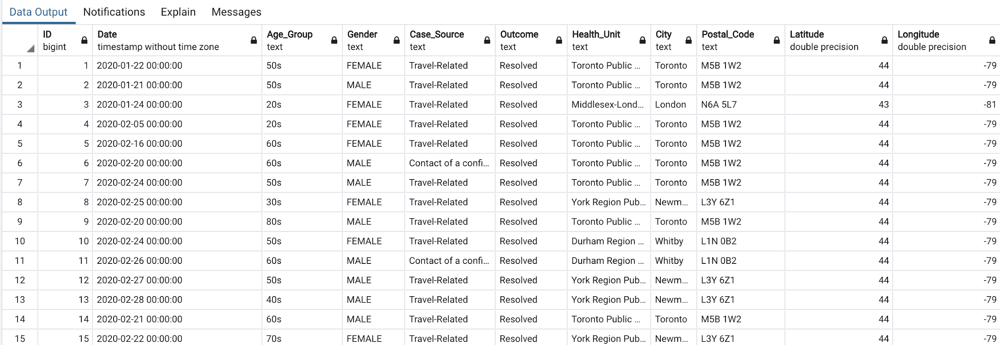 Data Output Notifications Explain Messages
ID Date Age_Group Gender Case_Source Outcome Health_Unit City Postal_Code Latitude Longitude
bigint timestamp without time zone text text text text text text text double precision double precision
1 1 2020-01-22 00:00:00 50s FEMALE Travel-Related Resolved Toronto Public ... Toronto M5B 1W2 44 -79
2 2 2020-01-21 00:00:00 50s MALE Travel-Related Resolved Toronto Public ... Toronto M5B 1W2 44 -79
3 3 2020-01-24 00:00:00 20s FEMALE Travel-Related Resolved Middlesex-Lond... London N6A 5L7 43 -81
4 4 2020-02-05 00:00:00 20s FEMALE Travel-Related Resolved Toronto Public ... Toronto M5B 1W2 44 -79
5 5 2020-02-16 00:00:00 60s FEMALE Travel-Related Resolved Toronto Public ... Toronto M5B 1W2 44 -79
6 6 2020-02-20 00:00:00 60s MALE Contact of a confi... Resolved Toronto Public ... Toronto M5B 1W2 44 -79
7 7 2020-02-24 00:00:00 50s MALE Travel-Related Resolved Toronto Public ... Toronto M5B 1W2 44 -79
8 8 2020-02-25 00:00:00 30s FEMALE Travel-Related Resolved York Region Pub... Newm... L3Y 6Z1 44 -79
9 9 2020-02-20 00:00:00 80s MALE Travel-Related Resolved Toronto Public ... Toronto M5B 1W2 44 -79
10 10 2020-02-24 00:00:00 50s FEMALE Travel-Related Resolved Durham Region ... Whitby L1N 0B2 44 -79
11 11 2020-02-26 00:00:00 60s MALE Contact of a confi... Resolved Durham Region ... Whitby L1N 0B2 44 -79
12 12 2020-02-27 00:00:00 50s MALE Travel-Related Resolved York Region Pub... Newm... L3Y 6Z1 44 -79
13 13 2020-02-28 00:00:00 40s MALE Travel-Related Resolved York Region Pub... Newm... L3Y 6Z1 44 -79
14 14 2020-02-21 00:00:00 60s MALE Travel-Related Resolved Toronto Public ... Toronto M5B 1W2 44 -79
15 15 2020-02-22 00:00:00 70s FEMALE Travel-Related Resolved York Region Pub... Newm... L3Y 6Z1 44 -79